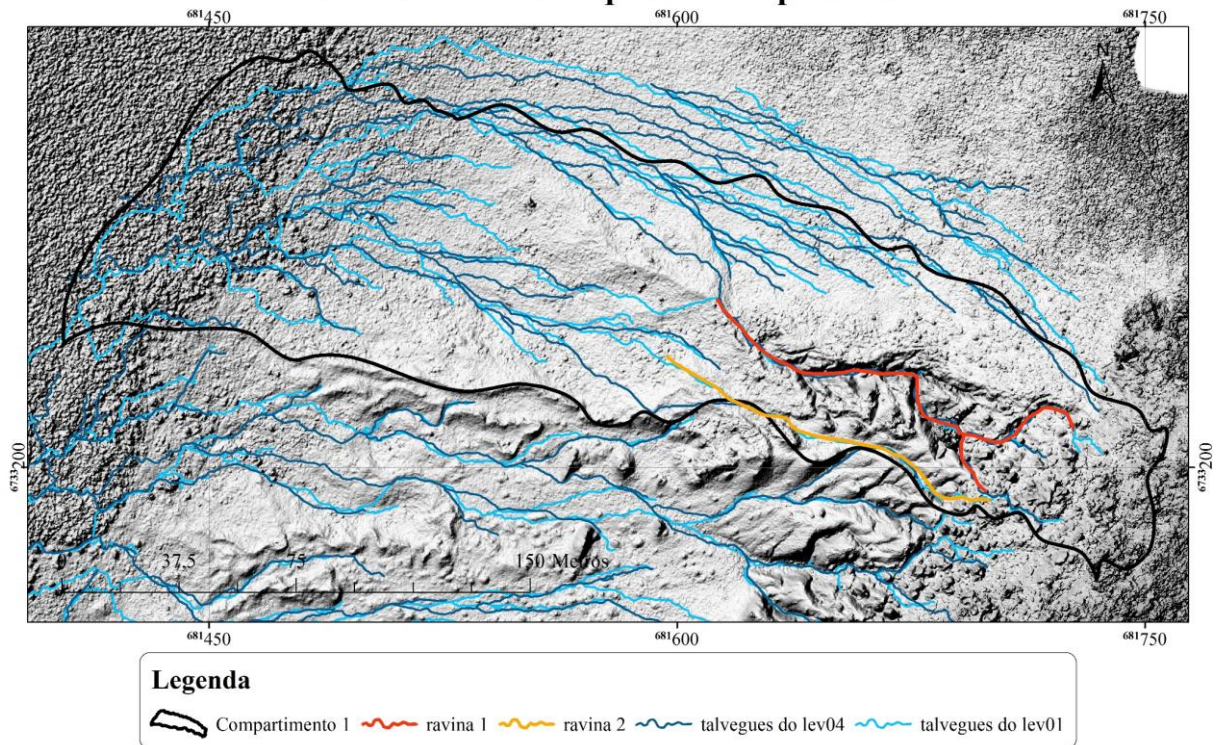 681450 681600 681750
N
6733200 6733200
37,5 75 150 Metros
681450 681600 681750
Legenda
Compartimento 1 ravina 1 ravina 2 talvegues do lev04 talvegues do lev01